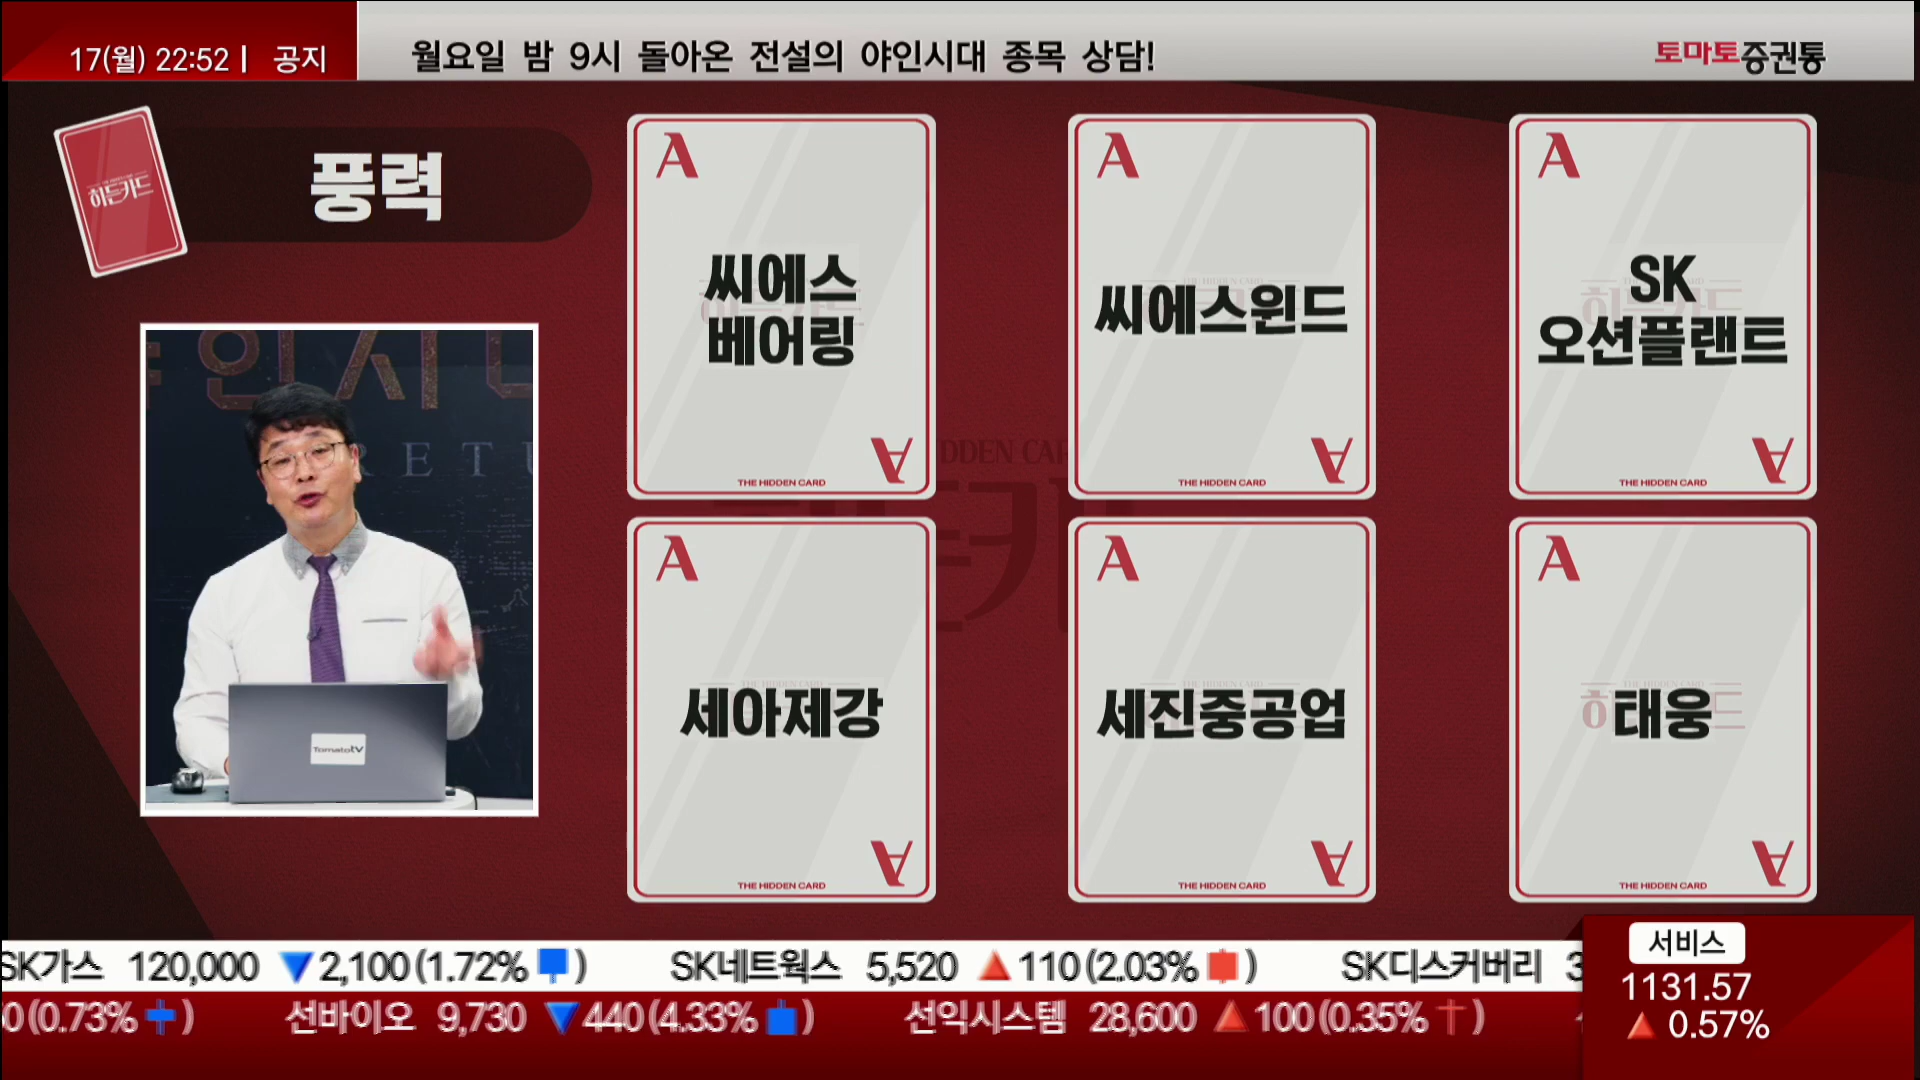 17(월) 22:52 | 공지
월요일 밤 9시 돌아온 전설의 야인시대 종목 상담!
토마토증권통
히든카드
풍력
A
씨에스
베어링
THE HIDDEN CARD
A
A
씨에스윈드
THE HIDDEN CARD
A
A
SK
오션플랜트
THE HIDDEN CARD
A
인시
RETU
TomatoTV
A
세아제강
THE HIDDEN CARD
A
A
세진중공업
THE HIDDEN CARD
A
A
태웅
THE HIDDEN CARD
A
SK가스 120,000 ▼2,100(1.72% ) SK네트웍스 5,520 ▲110(2.03% ) SK디스커버리 3
0(0.73% ) 선바이오 9,730 ▼440(4.33% ) 선익시스템 28,600 ▲100(0.35% )
서비스
1131.57
▲ 0.57%